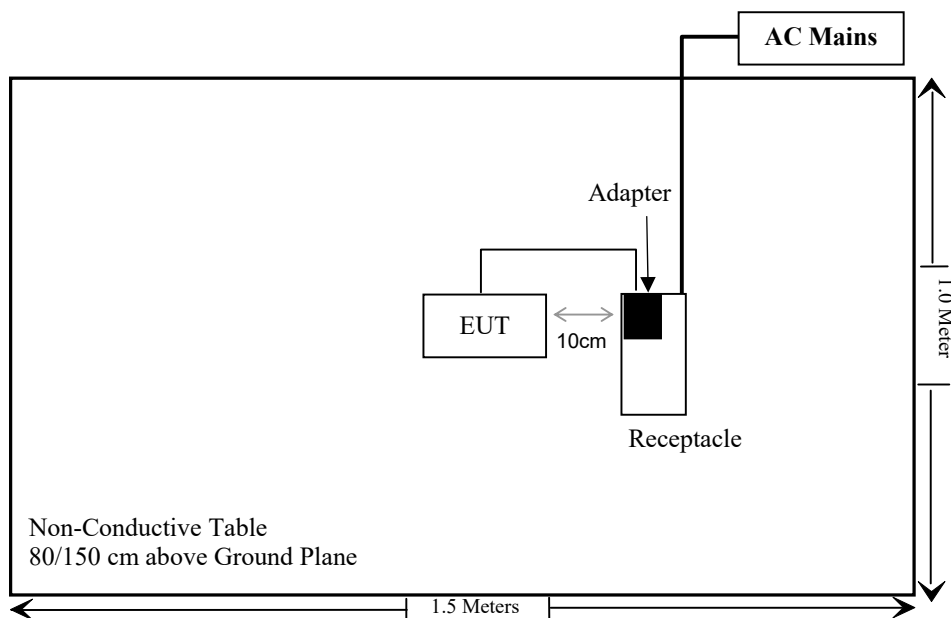 AC Mains
Adapter
EUT
10cm
1.0 Meter
Receptacle
Non-Conductive Table
80/150 cm above Ground Plane
1.5 Meters